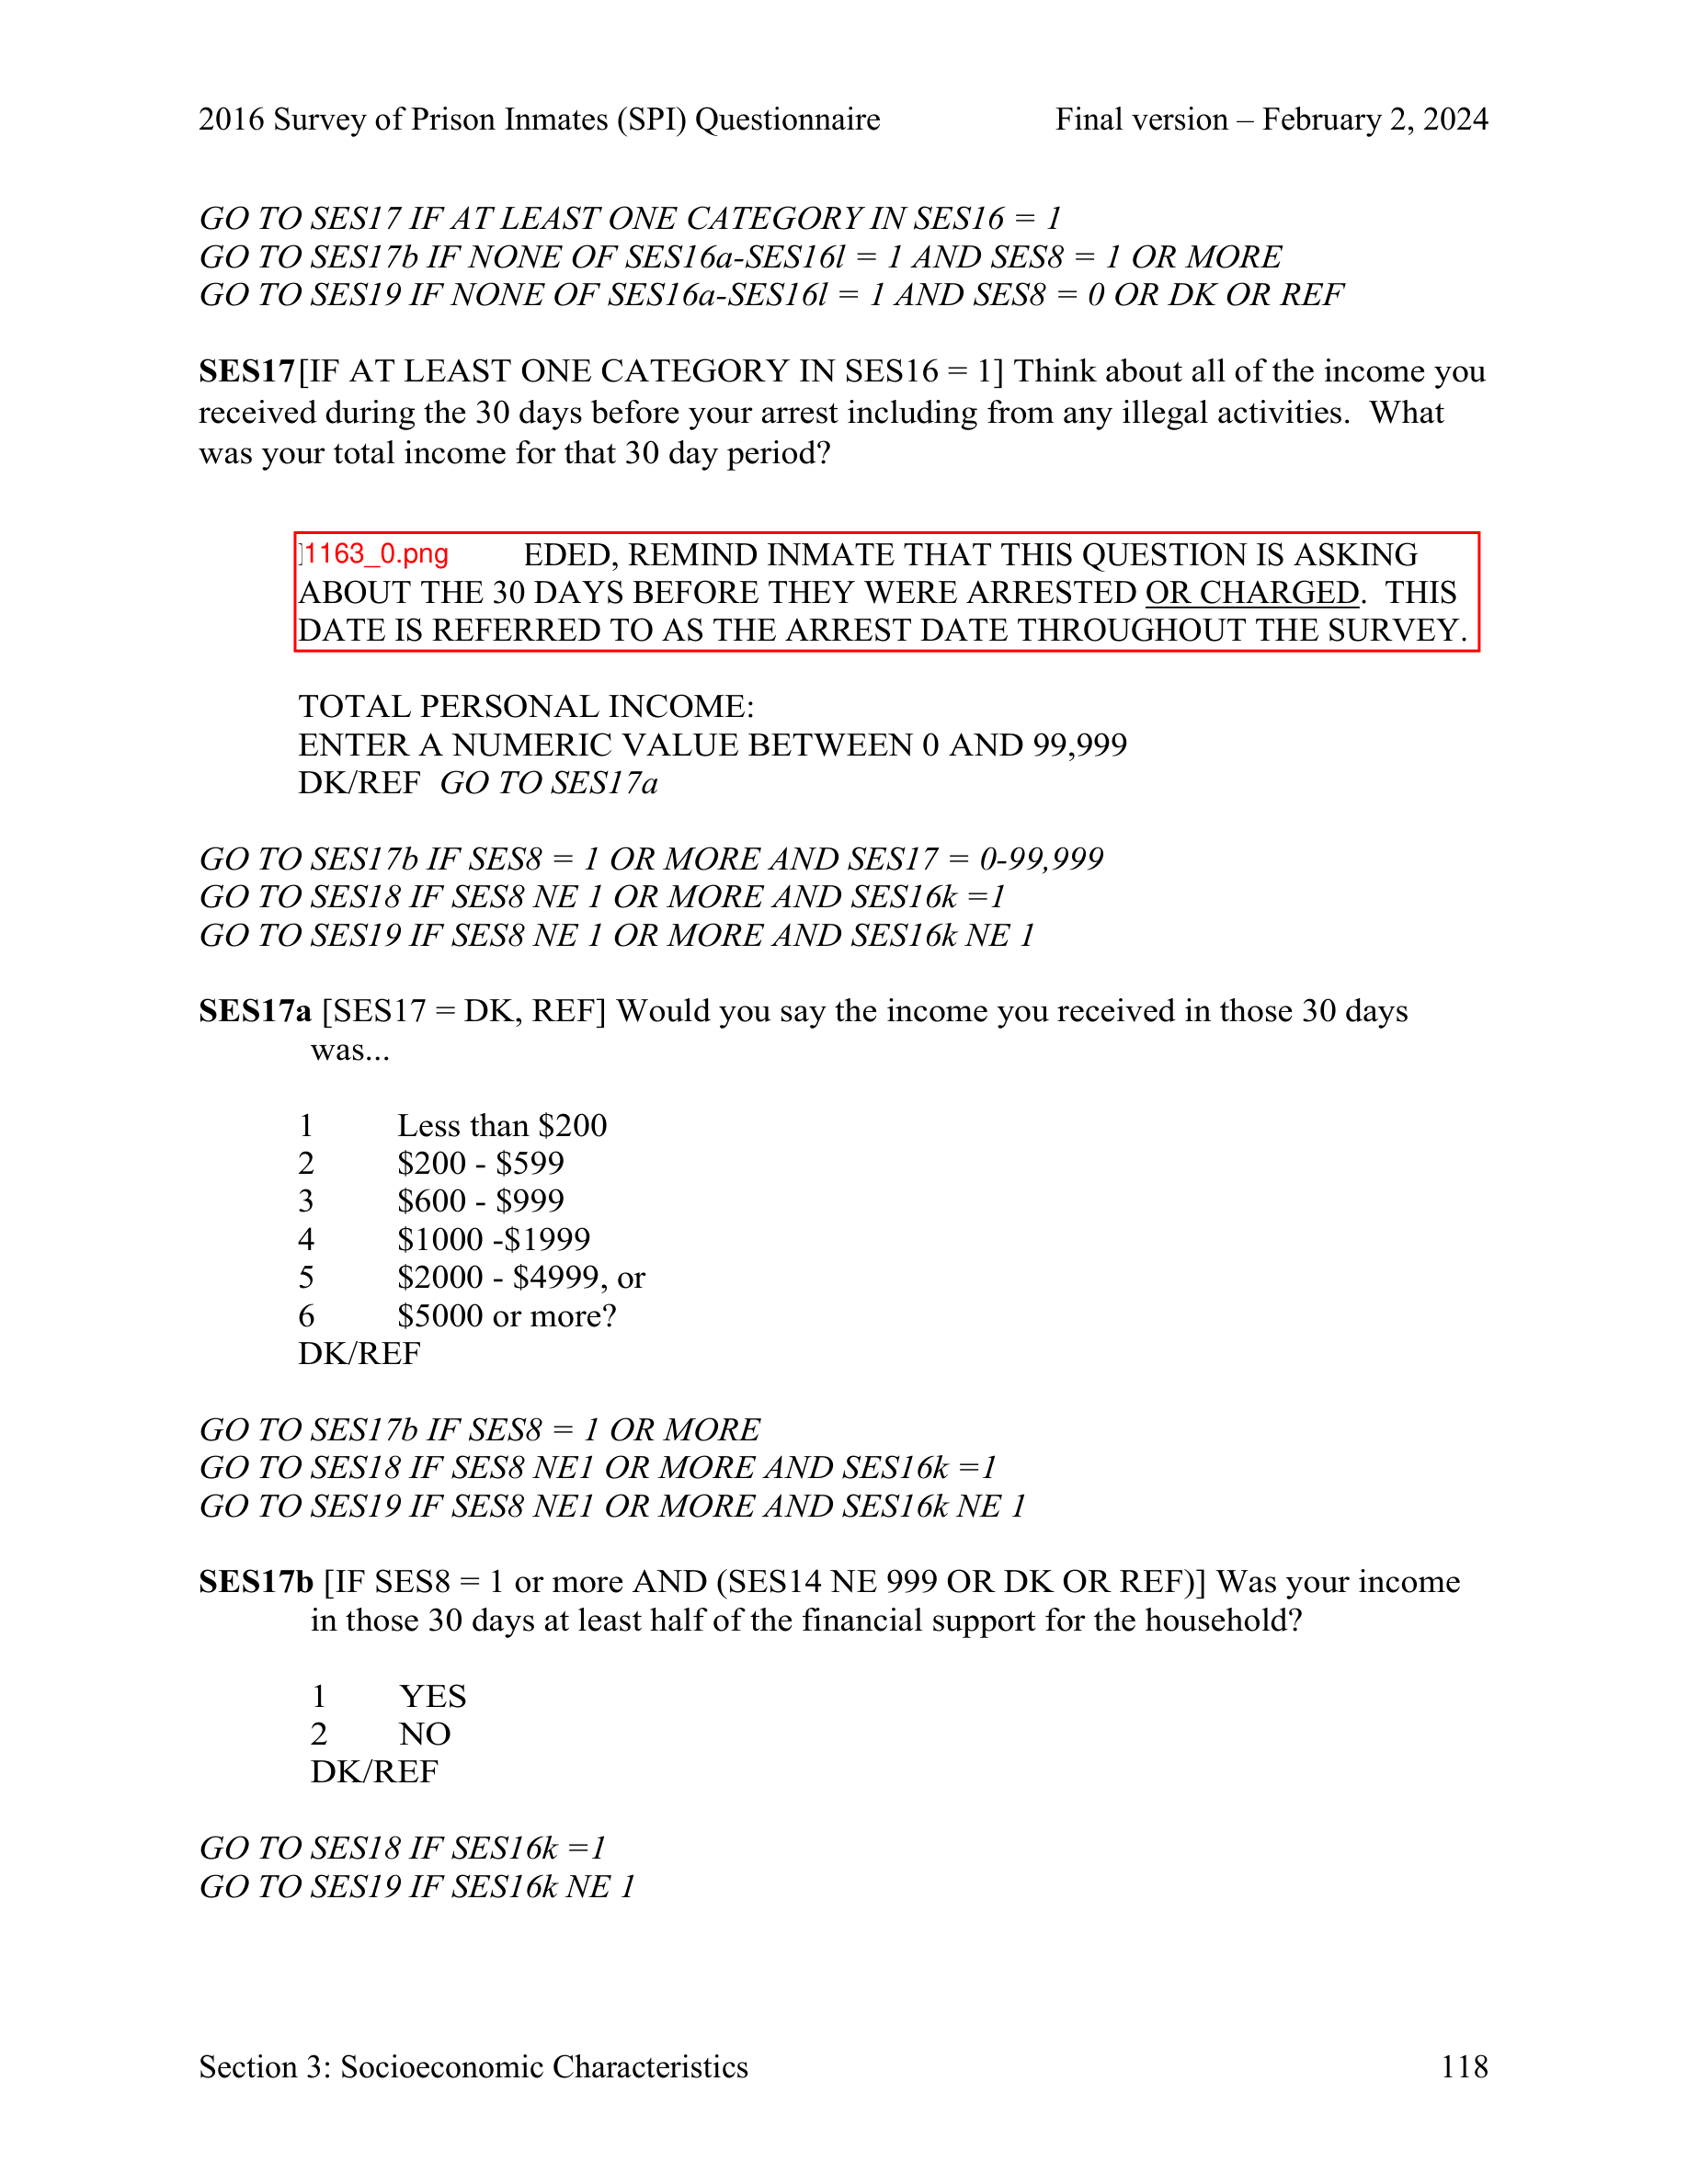 2016 Survey of Prison Inmates (SPI) Questionnaire Final version – February 2, 2024
GO TO SES17 IF AT LEAST ONE CATEGORY IN SES16 = 1
GO TO SES17b IF NONE OF SES16a-SES16l = 1 AND SES8 = 1 OR MORE
GO TO SES19 IF NONE OF SES16a-SES16l = 1 AND SES8 = 0 OR DK OR REF
SES17[IF AT LEAST ONE CATEGORY IN SES16 = 1] Think about all of the income you
received during the 30 days before your arrest including from any illegal activities.  What
was your total income for that 30 day period?
1163_0.png EDED, REMIND INMATE THAT THIS QUESTION IS ASKING
ABOUT THE 30 DAYS BEFORE THEY WERE ARRESTED OR CHARGED.  THIS
DATE IS REFERRED TO AS THE ARREST DATE THROUGHOUT THE SURVEY.
TOTAL PERSONAL INCOME:
ENTER A NUMERIC VALUE BETWEEN 0 AND 99,999
DK/REF  GO TO SES17a
GO TO SES17b IF SES8 = 1 OR MORE AND SES17 = 0-99,999
GO TO SES18 IF SES8 NE 1 OR MORE AND SES16k =1
GO TO SES19 IF SES8 NE 1 OR MORE AND SES16k NE 1
SES17a [SES17 = DK, REF] Would you say the income you received in those 30 days
was...
1 Less than $200
2 $200 - $599
3 $600 - $999
4 $1000 -$1999
5 $2000 - $4999, or
6 $5000 or more?
DK/REF
GO TO SES17b IF SES8 = 1 OR MORE
GO TO SES18 IF SES8 NE1 OR MORE AND SES16k =1
GO TO SES19 IF SES8 NE1 OR MORE AND SES16k NE 1
SES17b [IF SES8 = 1 or more AND (SES14 NE 999 OR DK OR REF)] Was your income
in those 30 days at least half of the financial support for the household?
1 YES
2 NO
DK/REF
GO TO SES18 IF SES16k =1
GO TO SES19 IF SES16k NE 1
Section 3: Socioeconomic Characteristics 118